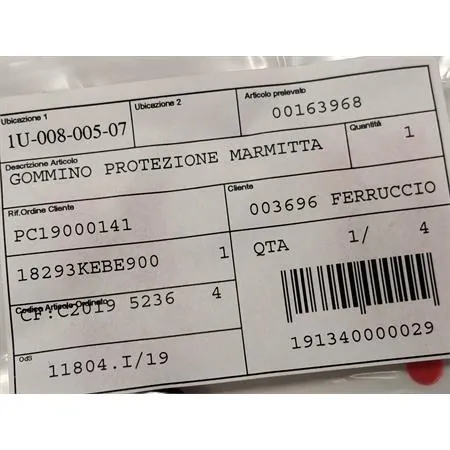 Ubicazione 1
1U-008-005-07
Ubicazione 2
Articolo prelevato
00163968
Descrizione Articolo
GOMMINO PROTEZIONE MARMITTA
Quantità
1
Rif.Ordine Cliente
PC19000141
Cliente
003696 FERRUCCIO
18293KEBE900 1
QTA 1/ 4
Codice Articolo Ordinato
CF:C2019 5236 4
191340000029
OdS
11804.I/19